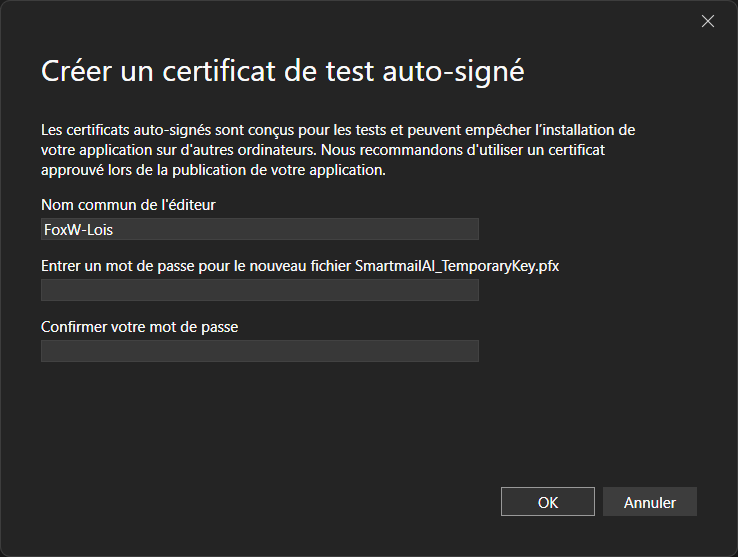 Créer un certificat de test auto-signé
Les certificats auto-signés sont conçus pour les tests et peuvent empêcher l’installation de
votre application sur d'autres ordinateurs. Nous recommandons d'utiliser un certificat
approuvé lors de la publication de votre application.
Nom commun de l'éditeur
FoxW-Lois
Entrer un mot de passe pour le nouveau fichier SmartmailAI_TemporaryKey.pfx
Confirmer votre mot de passe
OK
Annuler